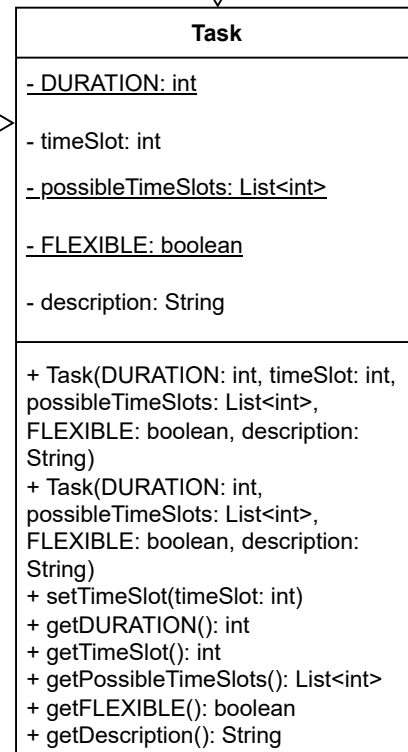 Task
- DURATION: int
- timeSlot: int
- possibleTimeSlots: List<int>
- FLEXIBLE: boolean
- description: String
+ Task(DURATION: int, timeSlot: int,
possibleTimeSlots: List<int>,
FLEXIBLE: boolean, description:
String)
+ Task(DURATION: int,
possibleTimeSlots: List<int>,
FLEXIBLE: boolean, description:
String)
+ setTimeSlot(timeSlot: int)
+ getDURATION(): int
+ getTimeSlot(): int
+ getPossibleTimeSlots(): List<int>
+ getFLEXIBLE(): boolean
+ getDescription(): String